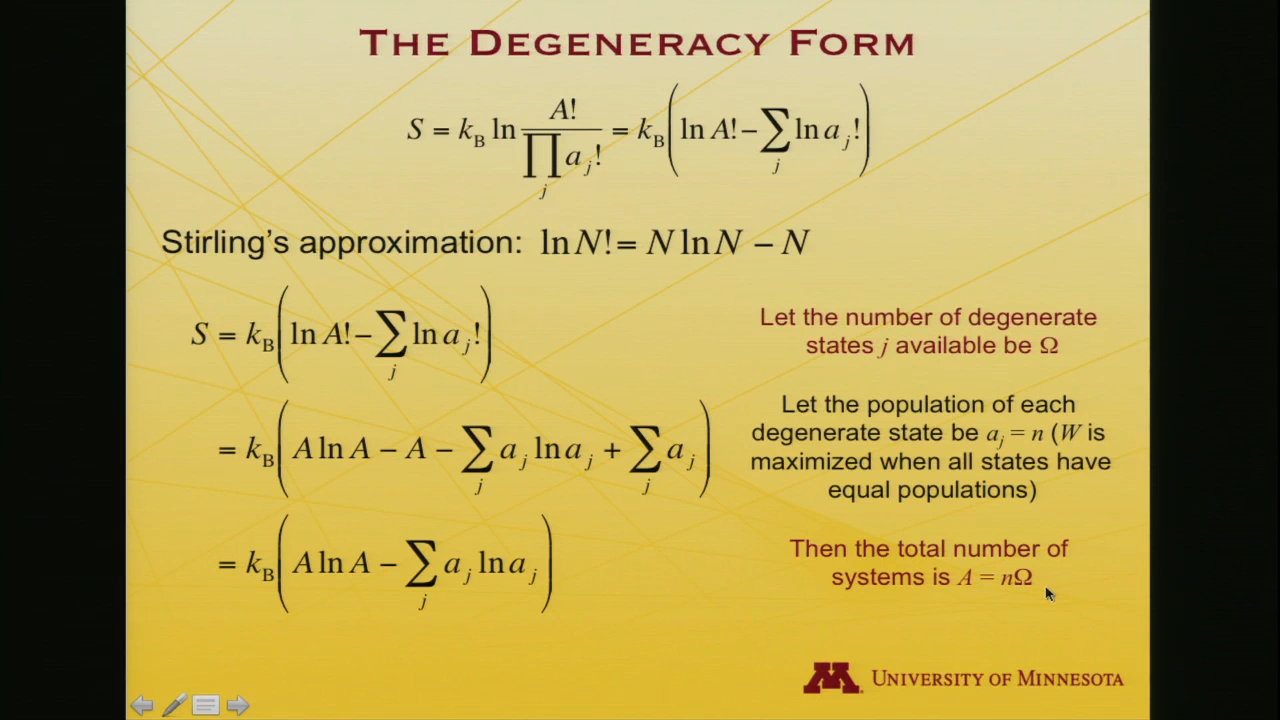 THE DEGENERACY FORM
S = k_B ln A! / ∏_j a_j! = k_B ( ln A! − ∑_j ln a_j! )
Stirling's approximation: ln N! = N ln N − N
S = k_B ( ln A! − ∑_j ln a_j! )
= k_B ( A ln A − A − ∑_j a_j ln a_j + ∑_j a_j )
= k_B ( A ln A − ∑_j a_j ln a_j )
Let the number of degenerate
states j available be Ω
Let the population of each
degenerate state be a_j = n (W is
maximized when all states have
equal populations)
Then the total number of
systems is A = nΩ
M UNIVERSITY OF MINNESOTA